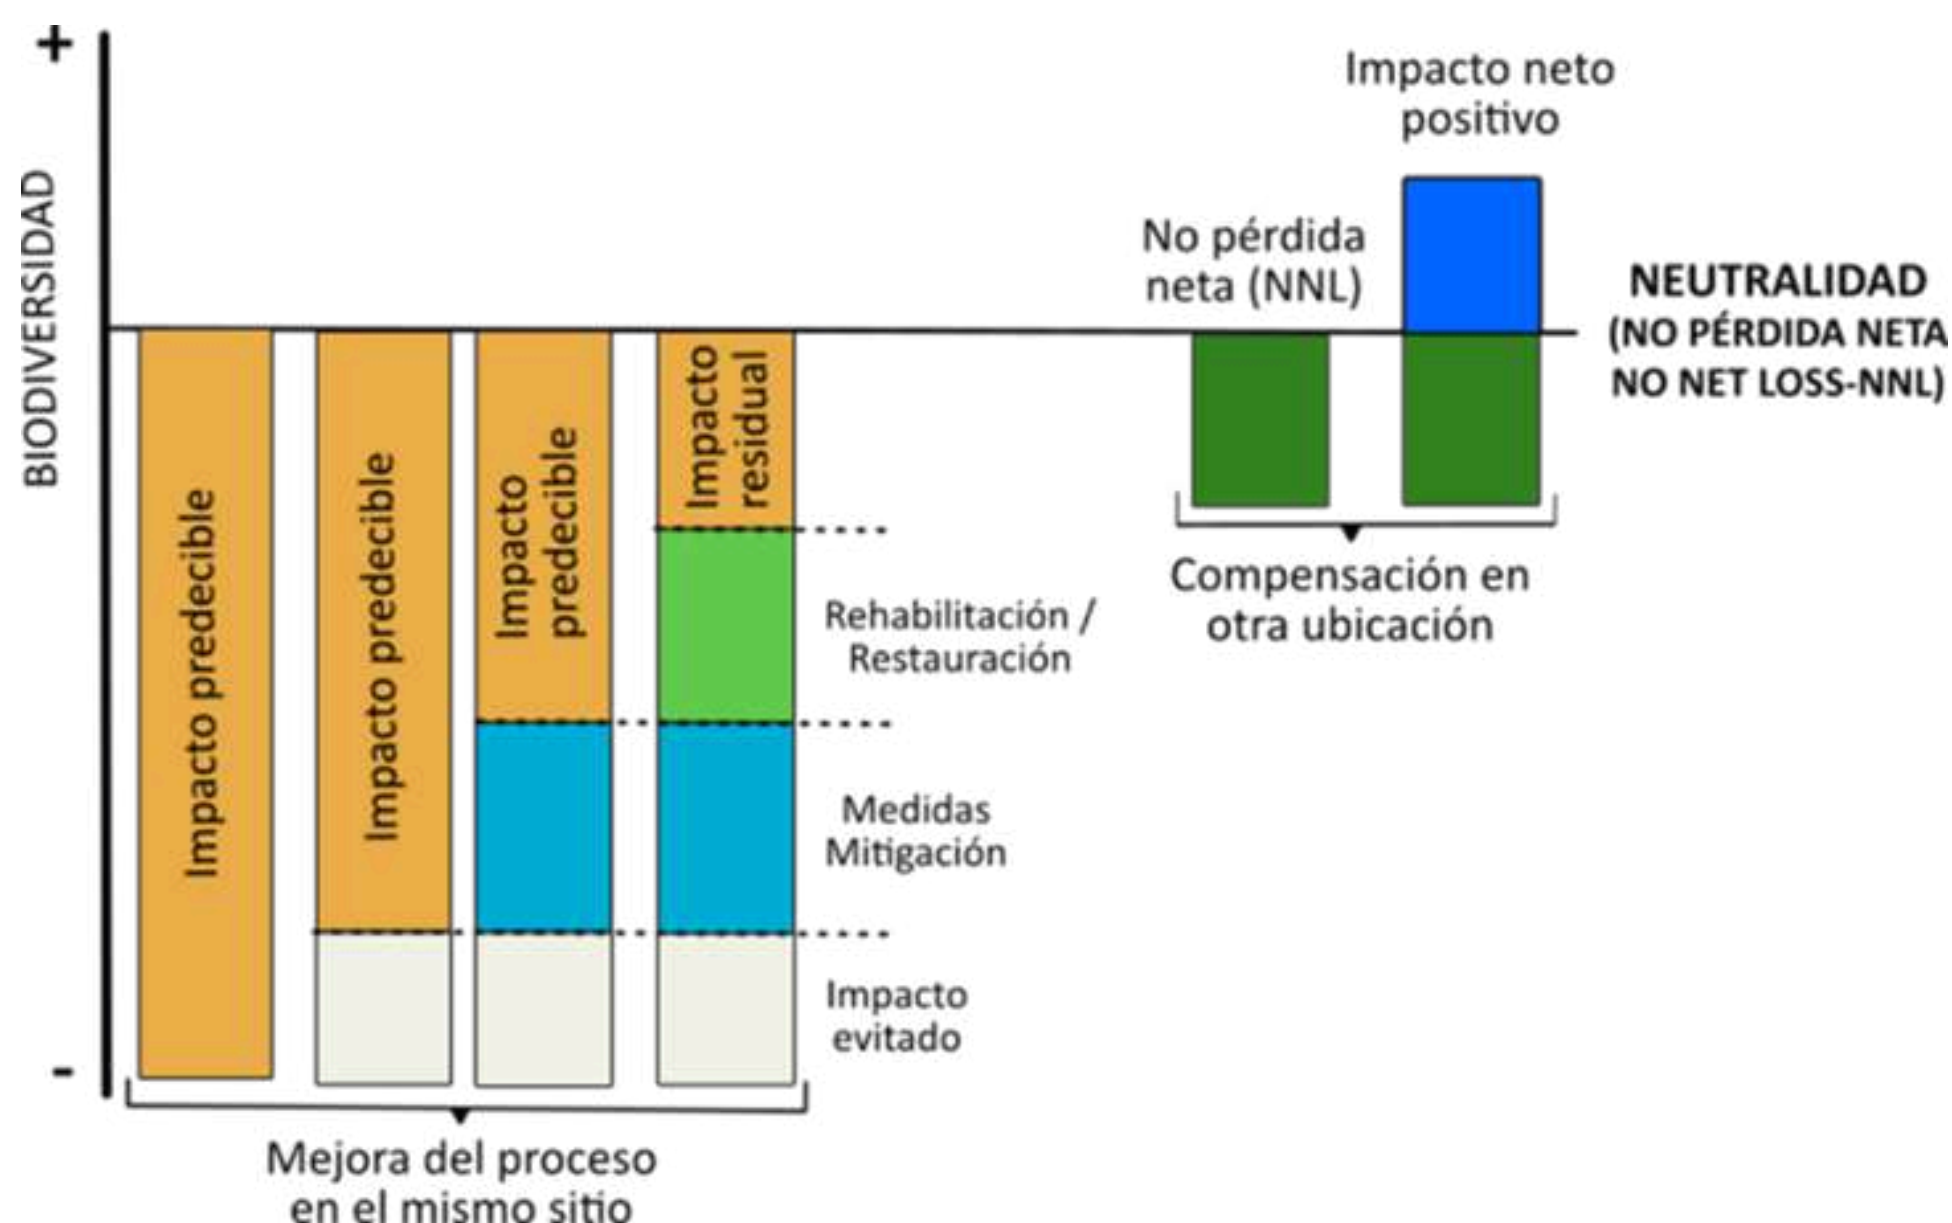 +
BIODIVERSIDAD
-
Impacto predecible
Impacto predecible
Impacto
predecible
Impacto
residual
Rehabilitación /
Restauración
Medidas
Mitigación
Impacto
evitado
Mejora del proceso
en el mismo sitio
No pérdida
neta (NNL)
Impacto neto
positivo
Compensación en
otra ubicación
NEUTRALIDAD
(NO PÉRDIDA NETA
NO NET LOSS-NNL)